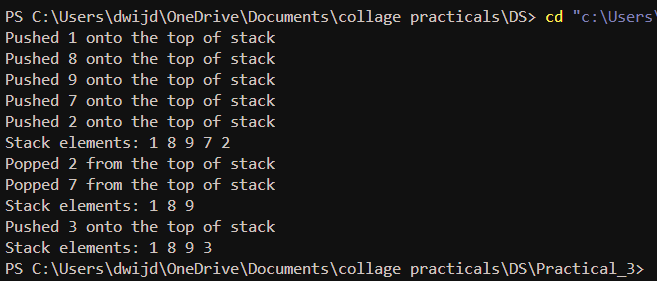 PS C:\Users\dwijd\OneDrive\Documents\collage practicals\DS> cd "c:\Users\
Pushed 1 onto the top of stack
Pushed 8 onto the top of stack
Pushed 9 onto the top of stack
Pushed 7 onto the top of stack
Pushed 2 onto the top of stack
Stack elements: 1 8 9 7 2
Popped 2 from the top of stack
Popped 7 from the top of stack
Stack elements: 1 8 9
Pushed 3 onto the top of stack
Stack elements: 1 8 9 3
PS C:\Users\dwijd\OneDrive\Documents\collage practicals\DS\Practical_3>